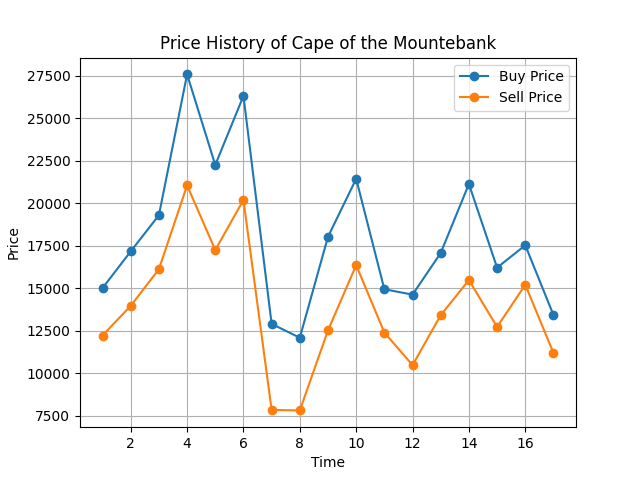 Price History of Cape of the Mountebank
Buy Price
Sell Price
Price
27500
25000
22500
20000
17500
15000
12500
10000
7500
2 4 6 8 10 12 14 16
Time